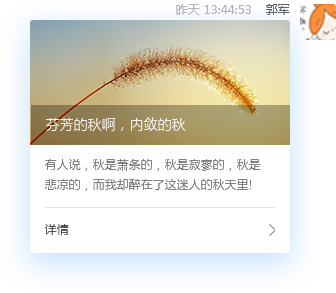 昨天 13:44:53 郭军
芬芳的秋啊，内敛的秋
有人说，秋是萧条的，秋是寂寥的，秋是
悲凉的，而我却醉在了这迷人的秋天里!
详情